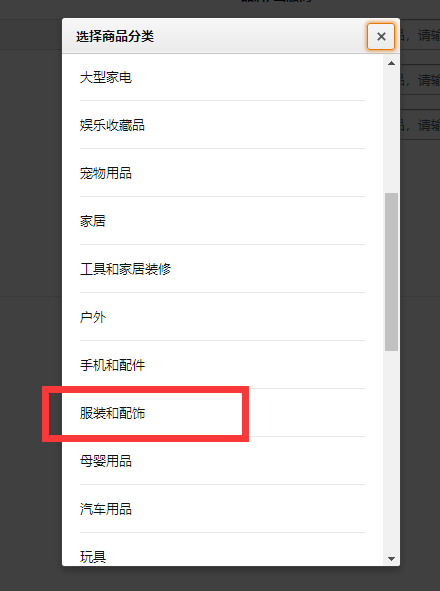 选择商品分类
大型家电
娱乐收藏品
宠物用品
家居
工具和家居装修
户外
手机和配件
服装和配饰
母婴用品
汽车用品
玩具